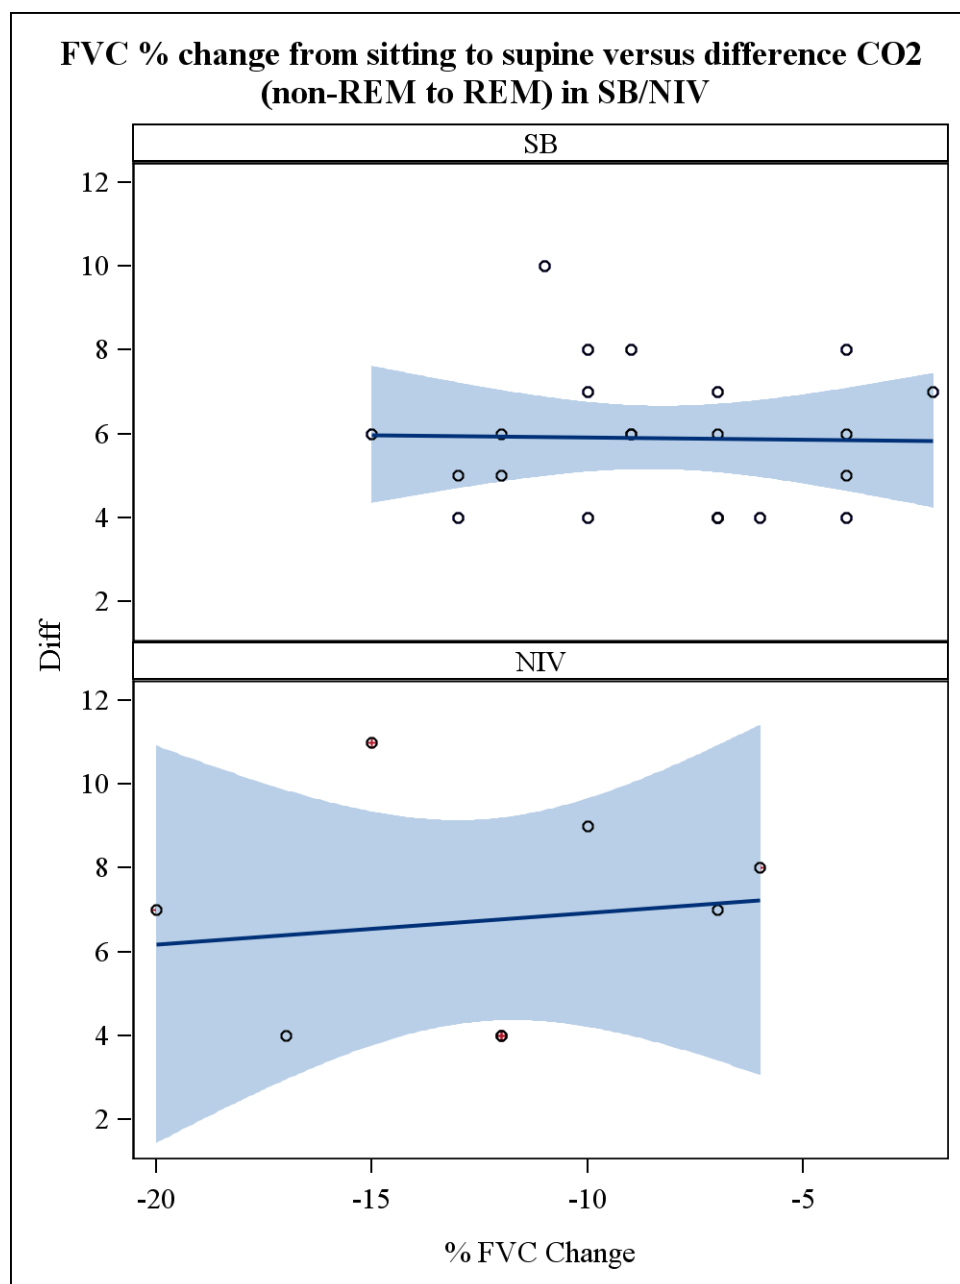 FVC % change from sitting to supine versus difference CO2
(non-REM to REM) in SB/NIV
SB
12
10
8
6
4
2
Diff
NIV
12
10
8
6
4
2
-20
-15
-10
-5
% FVC Change